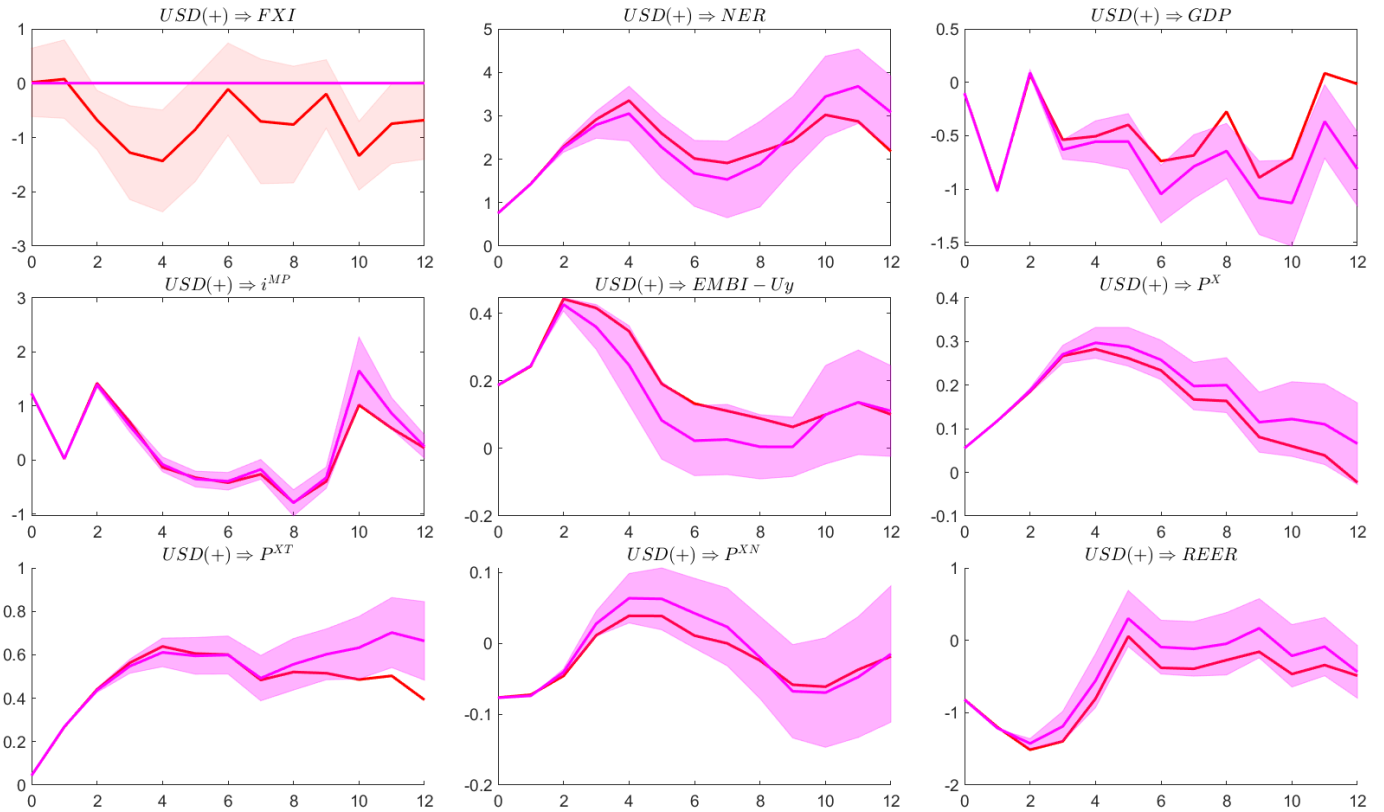 USD(+) ⇒ FXI
USD(+) ⇒ NER
USD(+) ⇒ GDP
1
0
-1
-2
-3
0 2 4 6 8 10 12
5
4
3
2
1
0
0 2 4 6 8 10 12
0.5
0
-0.5
-1
-1.5
0 2 4 6 8 10 12
USD(+) ⇒ i^{MP}
USD(+) ⇒ EMBI − Uy
USD(+) ⇒ P^{X}
3
2
1
0
-1
0 2 4 6 8 10 12
0.4
0.2
0
-0.2
0 2 4 6 8 10 12
0.4
0.3
0.2
0.1
0
-0.1
0 2 4 6 8 10 12
USD(+) ⇒ P^{XT}
USD(+) ⇒ P^{XN}
USD(+) ⇒ REER
1
0.8
0.6
0.4
0.2
0
0 2 4 6 8 10 12
0.1
0
-0.1
-0.2
0 2 4 6 8 10 12
1
0
-1
-2
0 2 4 6 8 10 12